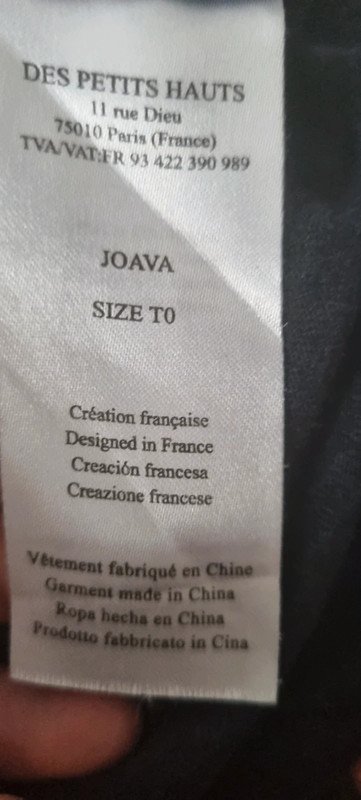 DES PETITS HAUTS
11 rue Dieu
75010 Paris (France)
TVA/VAT:FR 93 422 390 989
JOAVA
SIZE T0
Création française
Designed in France
Creación francesa
Creazione francese
Vêtement fabriqué en Chine
Garment made in China
Ropa hecha en China
Prodotto fabbricato in Cina